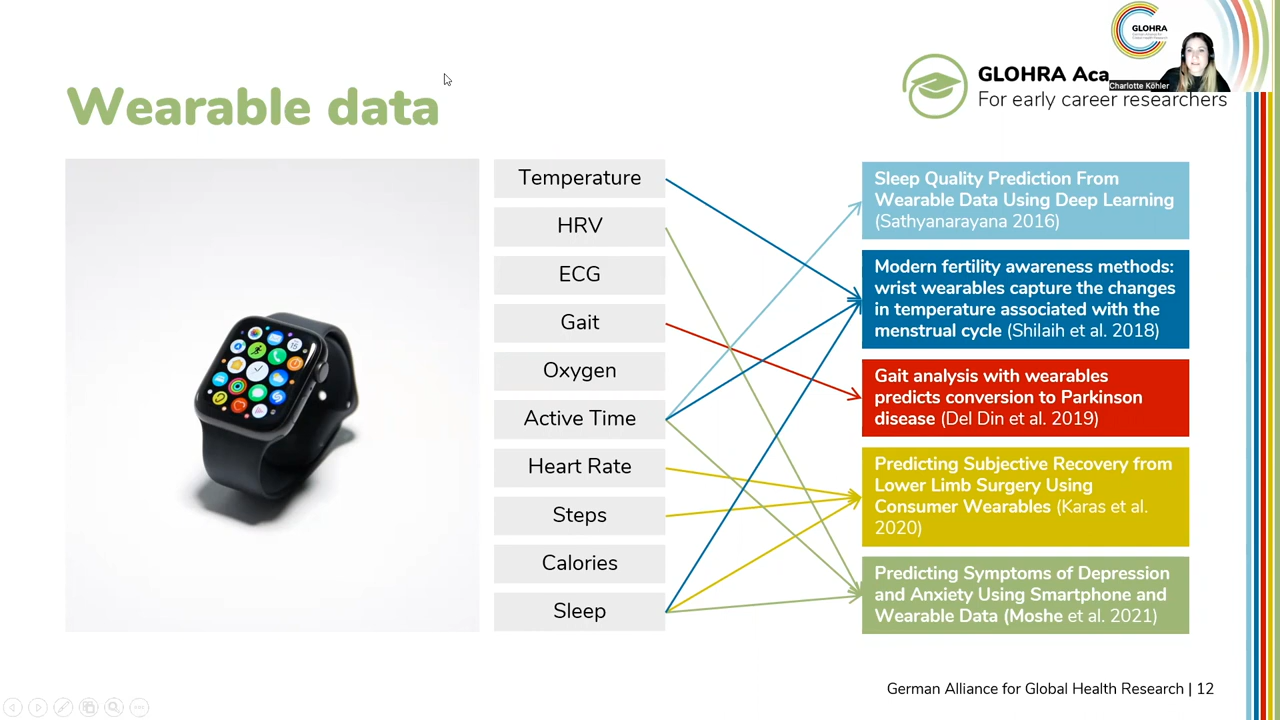 GLOHRA
Charlotte Köhler
GLOHRA Aca
For early career researchers
Wearable data
Temperature
HRV
ECG
Gait
Oxygen
Active Time
Heart Rate
Steps
Calories
Sleep
Sleep Quality Prediction From
Wearable Data Using Deep Learning
(Sathyanarayana 2016)
Modern fertility awareness methods:
wrist wearables capture the changes
in temperature associated with the
menstrual cycle (Shilaih et al. 2018)
Gait analysis with wearables
predicts conversion to Parkinson
disease (Del Din et al. 2019)
Predicting Subjective Recovery from
Lower Limb Surgery Using
Consumer Wearables (Karas et al.
2020)
Predicting Symptoms of Depression
and Anxiety Using Smartphone and
Wearable Data (Moshe et al. 2021)
German Alliance for Global Health Research | 12